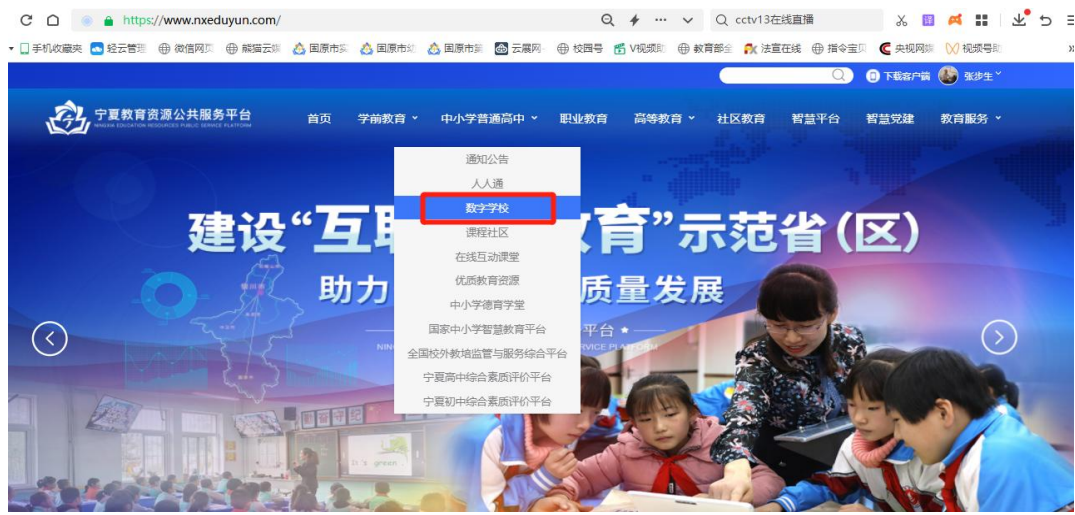 https://www.nxeduyun.com/
cctv13在线直播
手机收藏夹 轻云管理 微信网页 熊猫云 固原市 固原市 固原市 云展网 校园号 V视频 教育部全 法宣在线 指令宝贝 央视网 视频号
下载客户端 张步生
宁夏教育资源公共服务平台
NINGXIA EDUCATION RESOURCES PUBLIC SERVICE PLATFORM
首页 学前教育 中小学普通高中 职业教育 高等教育 社区教育 智慧平台 智慧党建 教育服务
通知公告
人人通
数字学校
课程社区
在线互动课堂
优质教育资源
中小学德育学堂
国家中小学智慧教育平台
全国校外教培监管与服务综合平台
宁夏高中综合素质评价平台
宁夏初中综合素质评价平台
建设“互 育”示范省(区)
助力 质量发展
平台
It is green